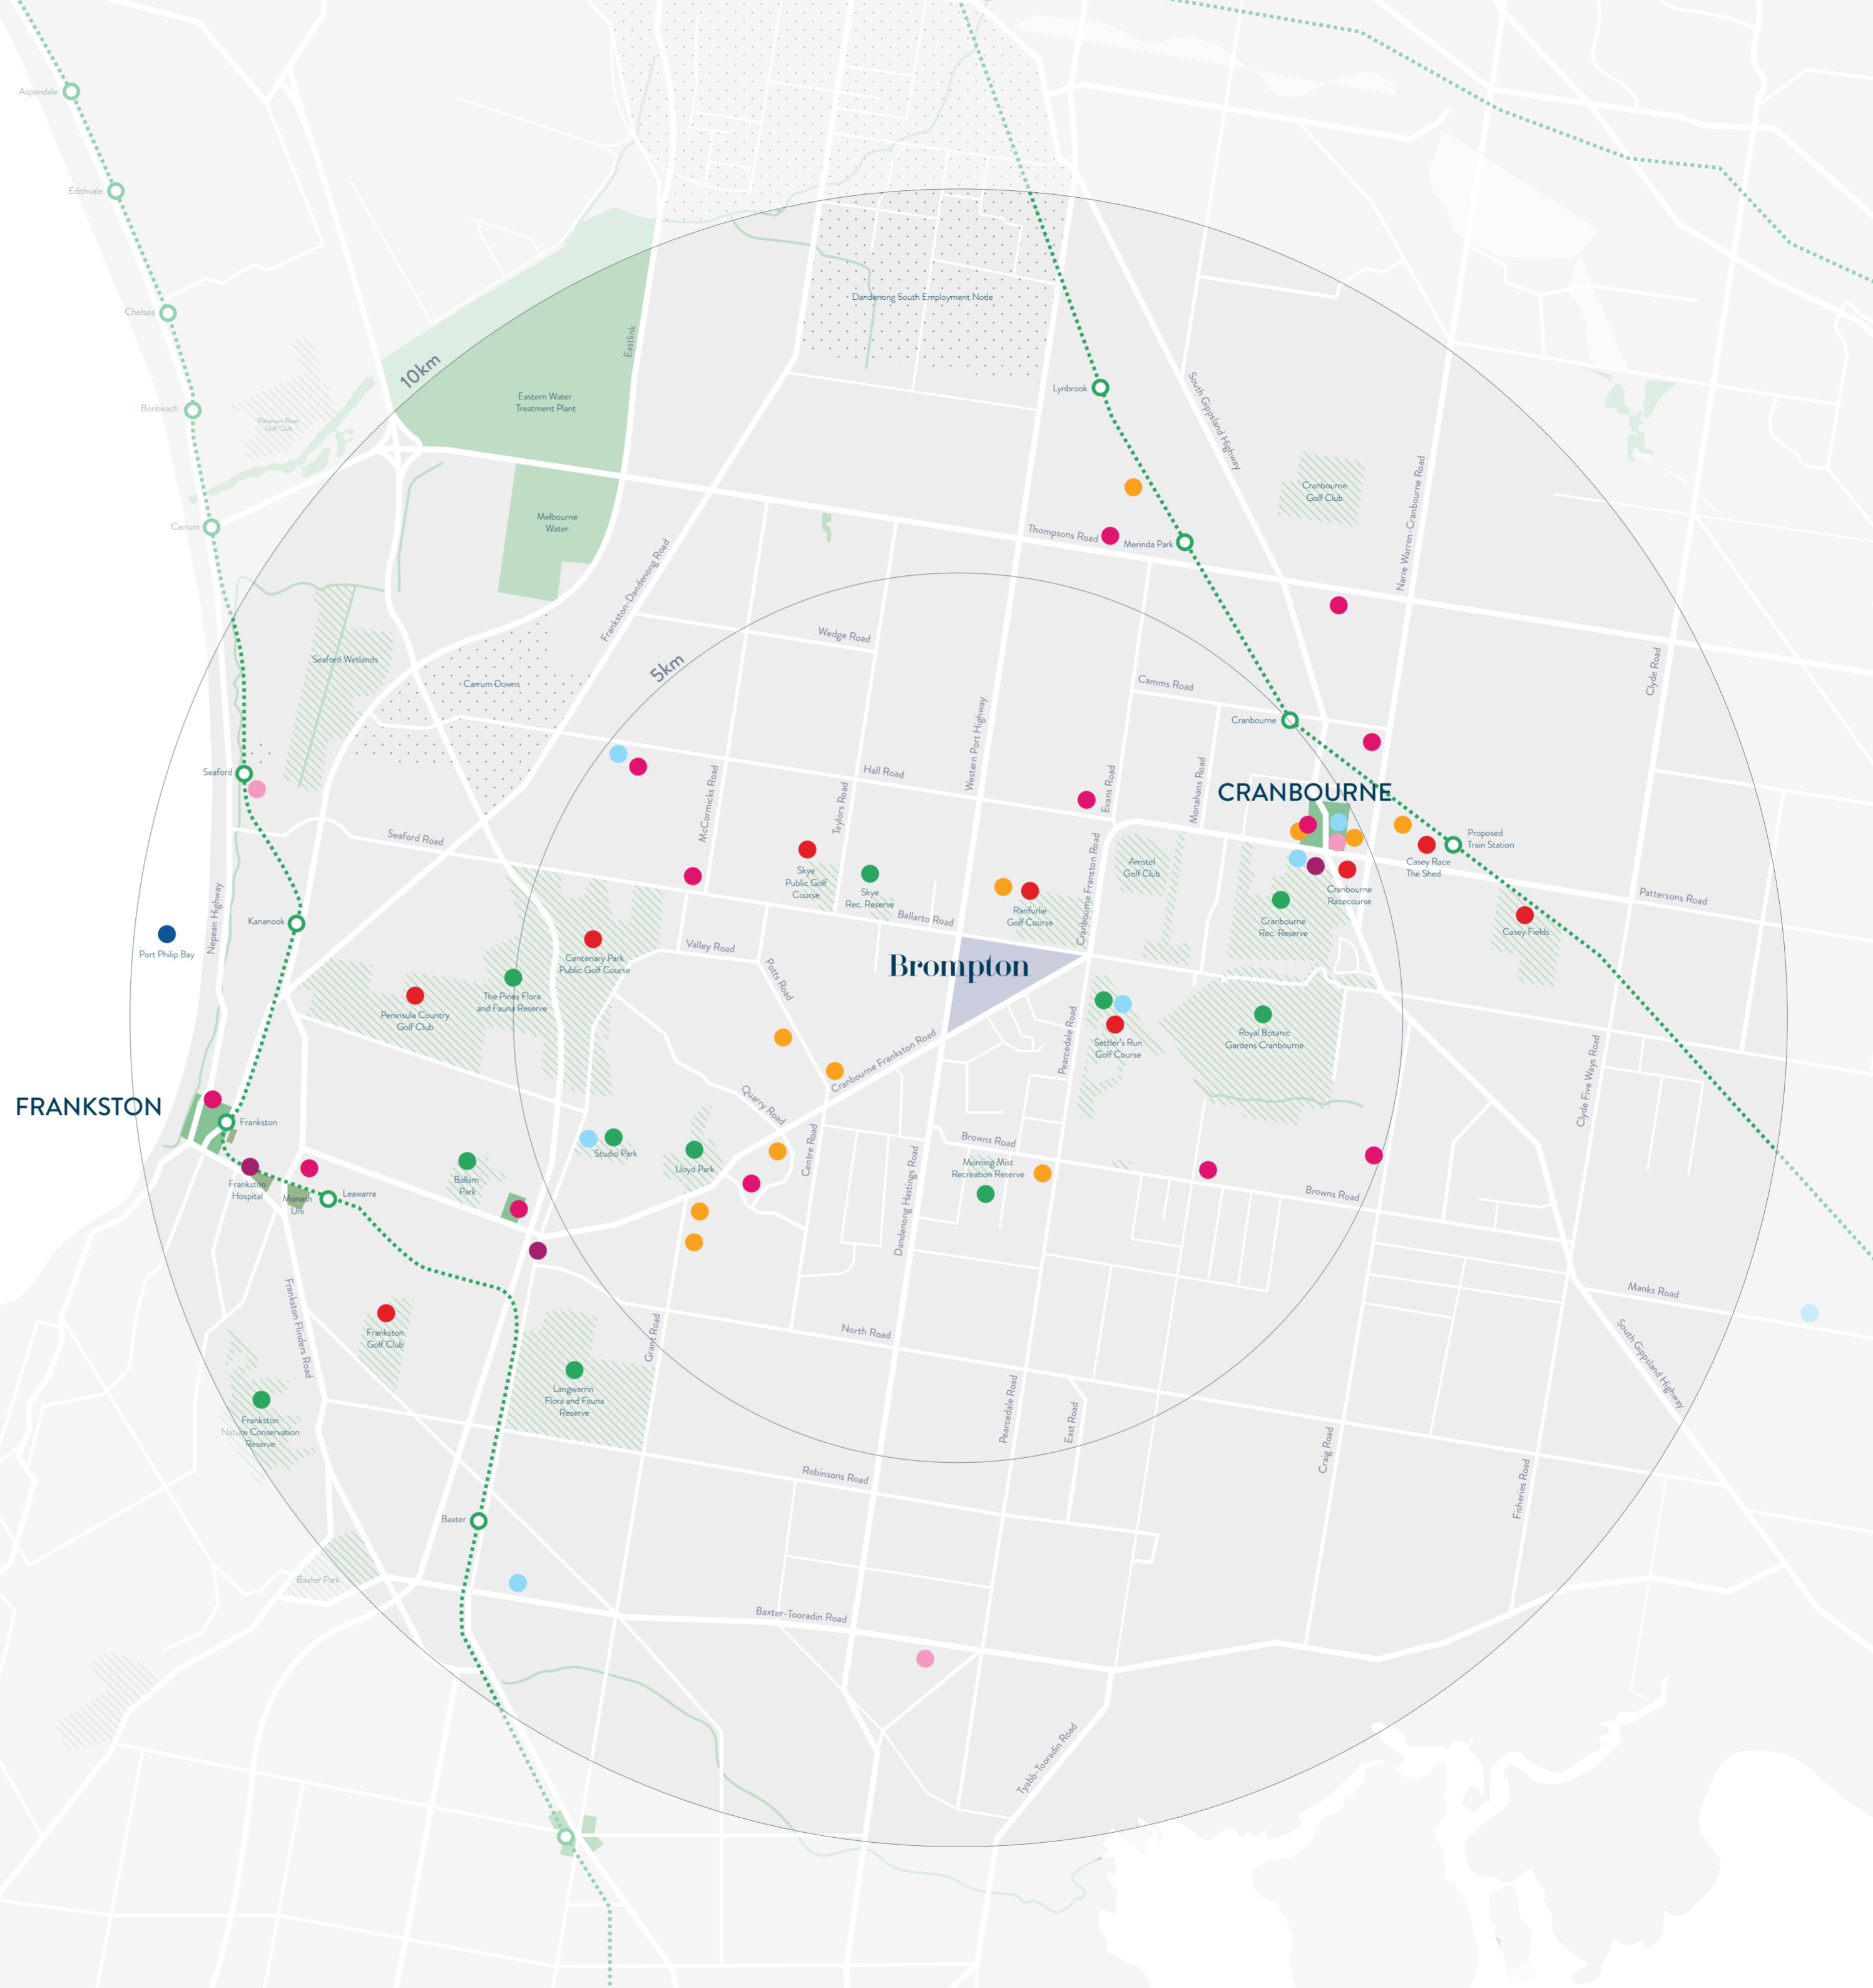 Aspendale
Edithvale
Chelsea
Dandenong South Employment Node
Eastlink
10km
Lynbrook
South Gippsland Highway
Eastern Water
Treatment Plant
Bonbeach
Patterson River
Golf Club
Cranbourne
Golf Club
Narre Warren-Cranbourne Road
Melbourne
Water
Carrum
Thompsons Road
Merinda Park
Frankston-Dandenong Road
Wedge Road
Seaford Wetlands
5km
Carrum Downs
Camms Road
Clyde Road
Western Port Highway
Cranbourne
Seaford
Hall Road
McCormicks Road
Taylors Road
Evans Road
Monahans Road
CRANBOURNE
Seaford Road
Proposed
Train Station
Casey Race
The Shed
Amstel
Golf Club
Skye
Public Golf
Course
Skye
Rec. Reserve
Cranbourne
Racecourse
Cranbourne Franston Road
Pattersons Road
Ranfurlie
Golf Course
Ballarto Road
Cranbourne
Rec. Reserve
Casey Fields
Nepean Highway
Kananook
Port Philip Bay
Valley Road
Centenary Park
Public Golf Course
Brompton
Potts Road
The Pines Flora
and Fauna Reserve
Peninsula Country
Golf Club
Settler's Run
Golf Course
Royal Botanic
Gardens Cranbourne
Pearcedale Road
Cranbourne Frankston Road
Clyde Five Ways Road
FRANKSTON
Frankston
Quarry Road
Centre Road
Studio Park
Lloyd Park
Browns Road
Morning Mist
Recreation Reserve
Ballam
Park
Frankston
Hospital
Monash
Uni
Leawarra
Browns Road
Dandenong Hastings Road
Manks Road
Frankston Flinders Road
Frankston
Golf Club
Grant Road
North Road
South Gippsland Highway
Langwarrin
Flora and Fauna
Reserve
Frankston
Nature Conservation
Reserve
Pearcedale Road
East Road
Craig Road
Robinsons Road
Fisheries Road
Baxter
Baxter Park
Baxter-Tooradin Road
Tyabb-Tooradin Road